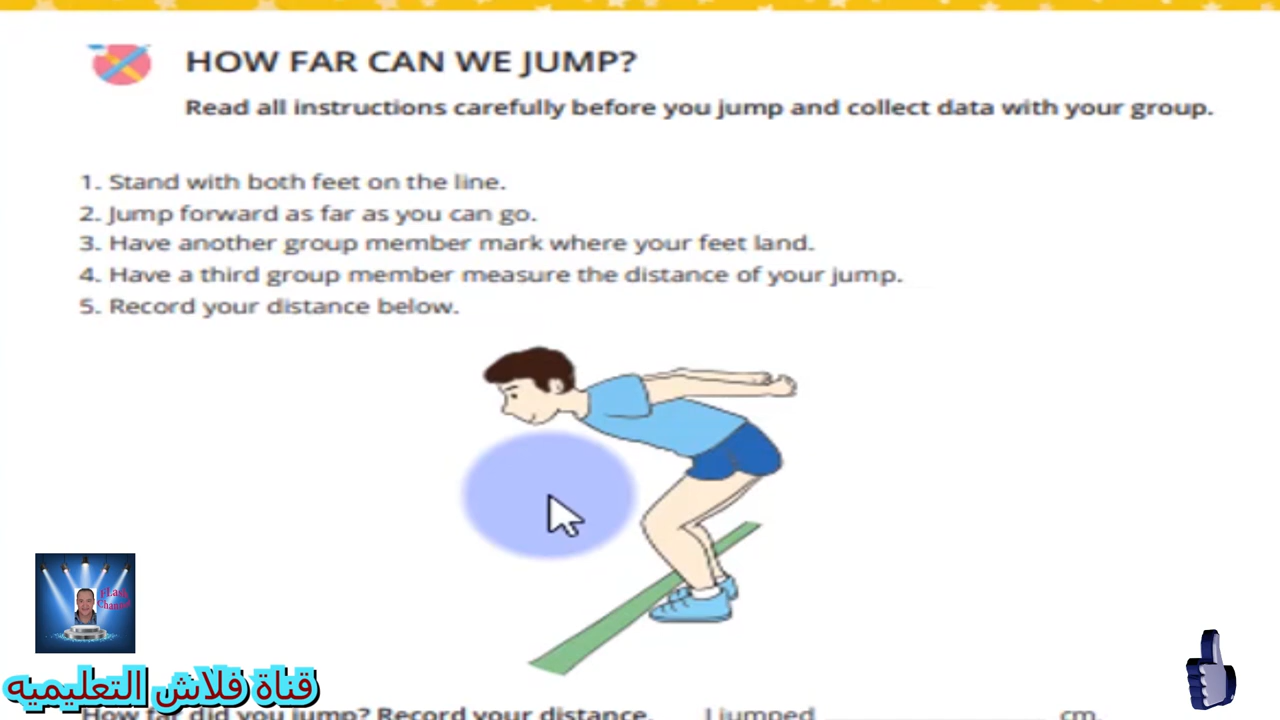 HOW FAR CAN WE JUMP?
Read all instructions carefully before you jump and collect data with your group.
1. Stand with both feet on the line.
2. Jump forward as far as you can go.
3. Have another group member mark where your feet land.
4. Have a third group member measure the distance of your jump.
5. Record your distance below.
Flash
Channel
قناة فلاش التعليميه
How far did you jump? Record your distance. I jumped ____________ cm.